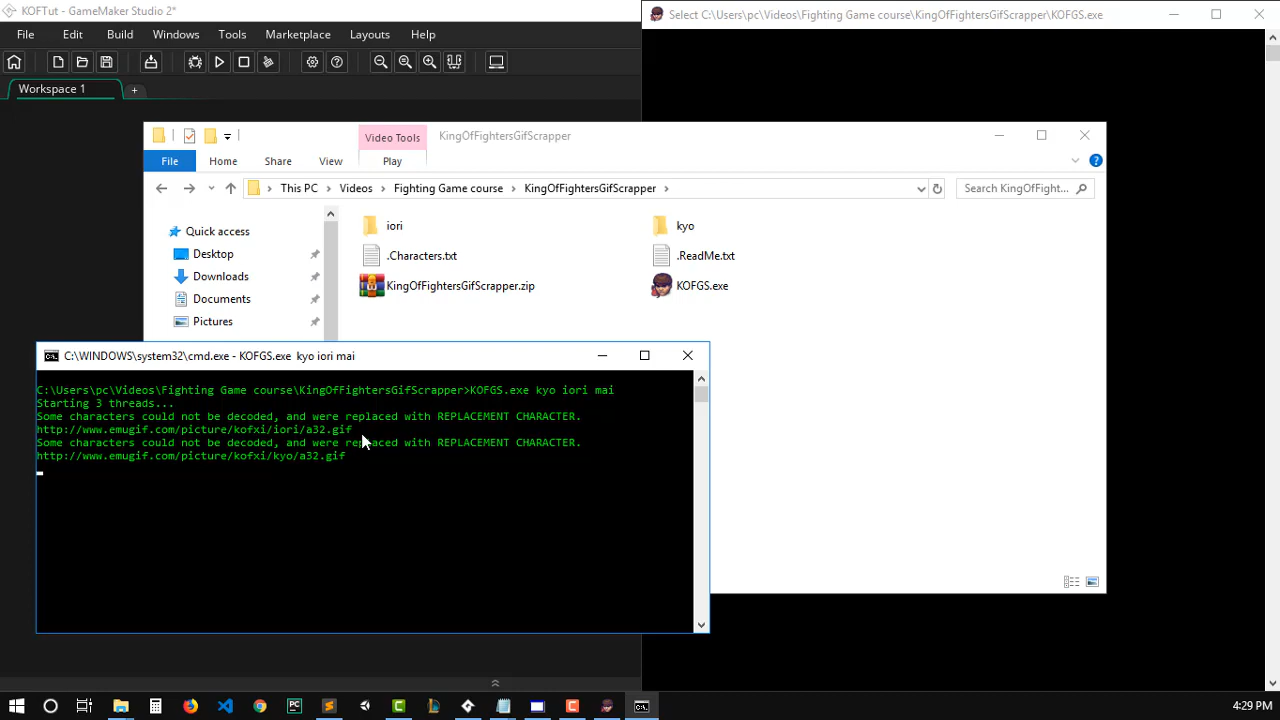 KOFTut - GameMaker Studio 2*
File Edit Build Windows Tools Marketplace Layouts Help
Workspace 1
+
Select C:\Users\pc\Videos\Fighting Game course\KingOfFightersGifScrapper\KOFGS.exe
Video Tools KingOfFightersGifScrapper
File Home Share View Play
This PC > Videos > Fighting Game course > KingOfFightersGifScrapper >
Search KingOfFight...
Quick access
Desktop
Downloads
Documents
Pictures
iori kyo
.Characters.txt .ReadMe.txt
KingOfFightersGifScrapper.zip KOFGS.exe
C:\WINDOWS\system32\cmd.exe - KOFGS.exe kyo iori mai
C:\Users\pc\Videos\Fighting Game course\KingOfFightersGifScrapper>KOFGS.exe kyo iori mai
Starting 3 threads...
Some characters could not be decoded, and were replaced with REPLACEMENT CHARACTER.
http://www.emugif.com/picture/kofxi/iori/a32.gif
Some characters could not be decoded, and were replaced with REPLACEMENT CHARACTER.
http://www.emugif.com/picture/kofxi/kyo/a32.gif
4:29 PM